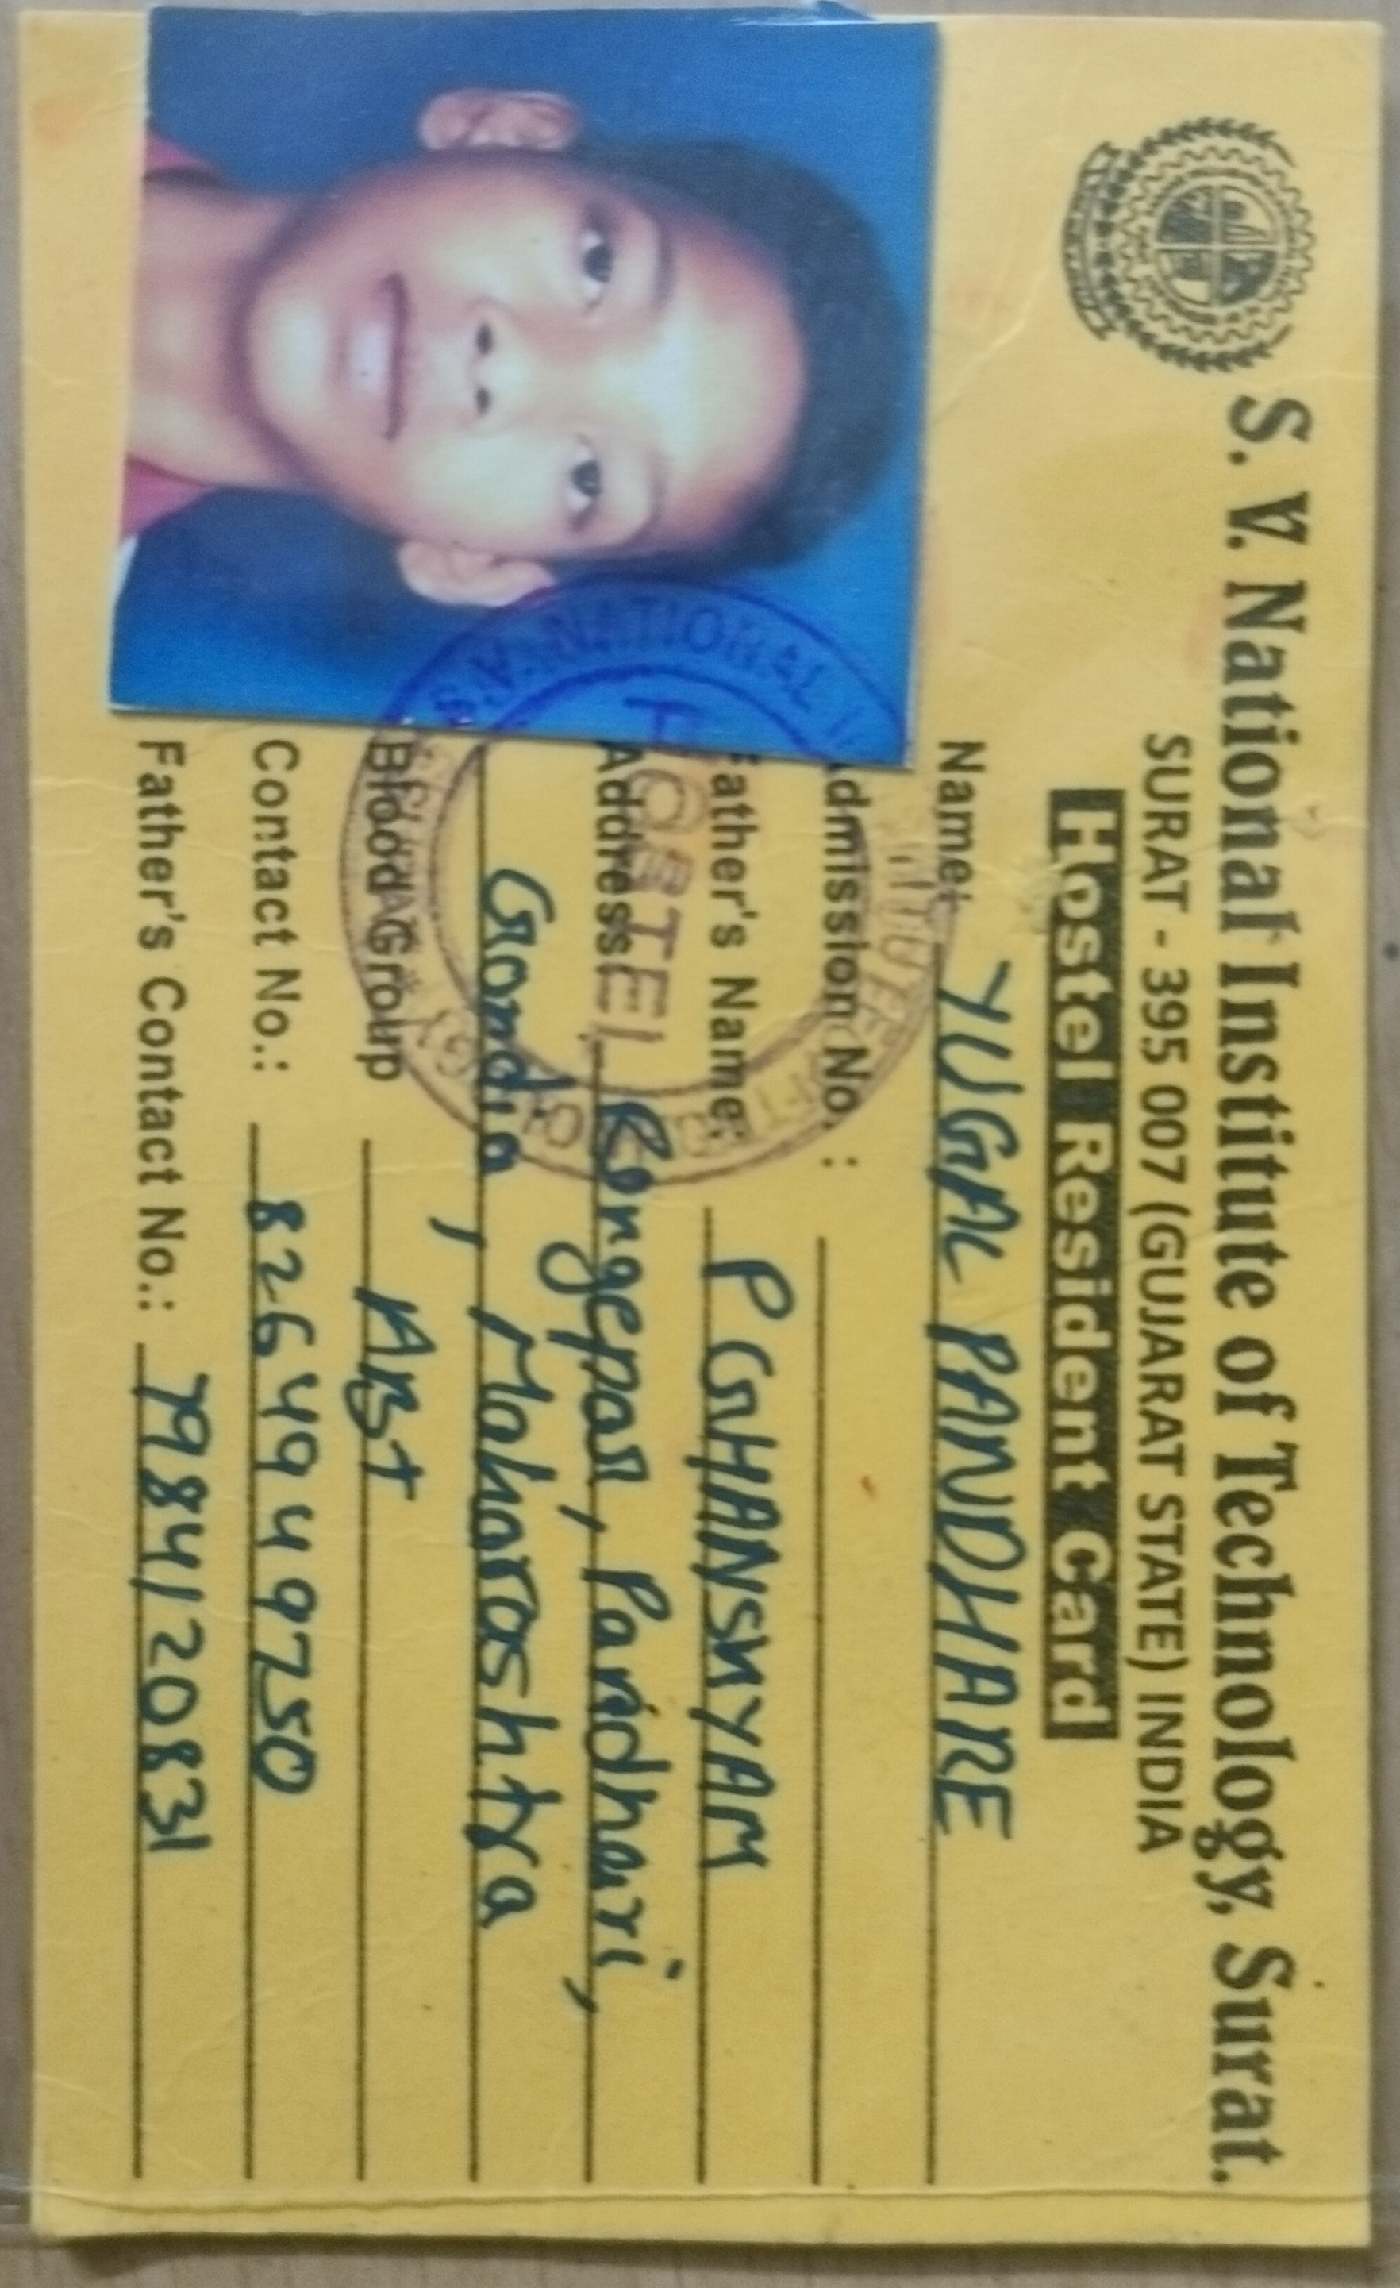 S. V. National Institute of Technology, Surat.
SURAT - 395 007 (GUJARAT STATE) INDIA
Hostel Resident Card
Name: YUGAL PANDHARE
Admission No. :
Father's Name: P GHANSHYAM
Address: Rengepar, Pandhari,
Gondia, Maharashtra
Blood Group AB+
Contact No.: 8264949750
Father's Contact No.: 7984120831
S.V. NATIONAL INSTITUTE OF TECHNOLOGY
HOSTEL